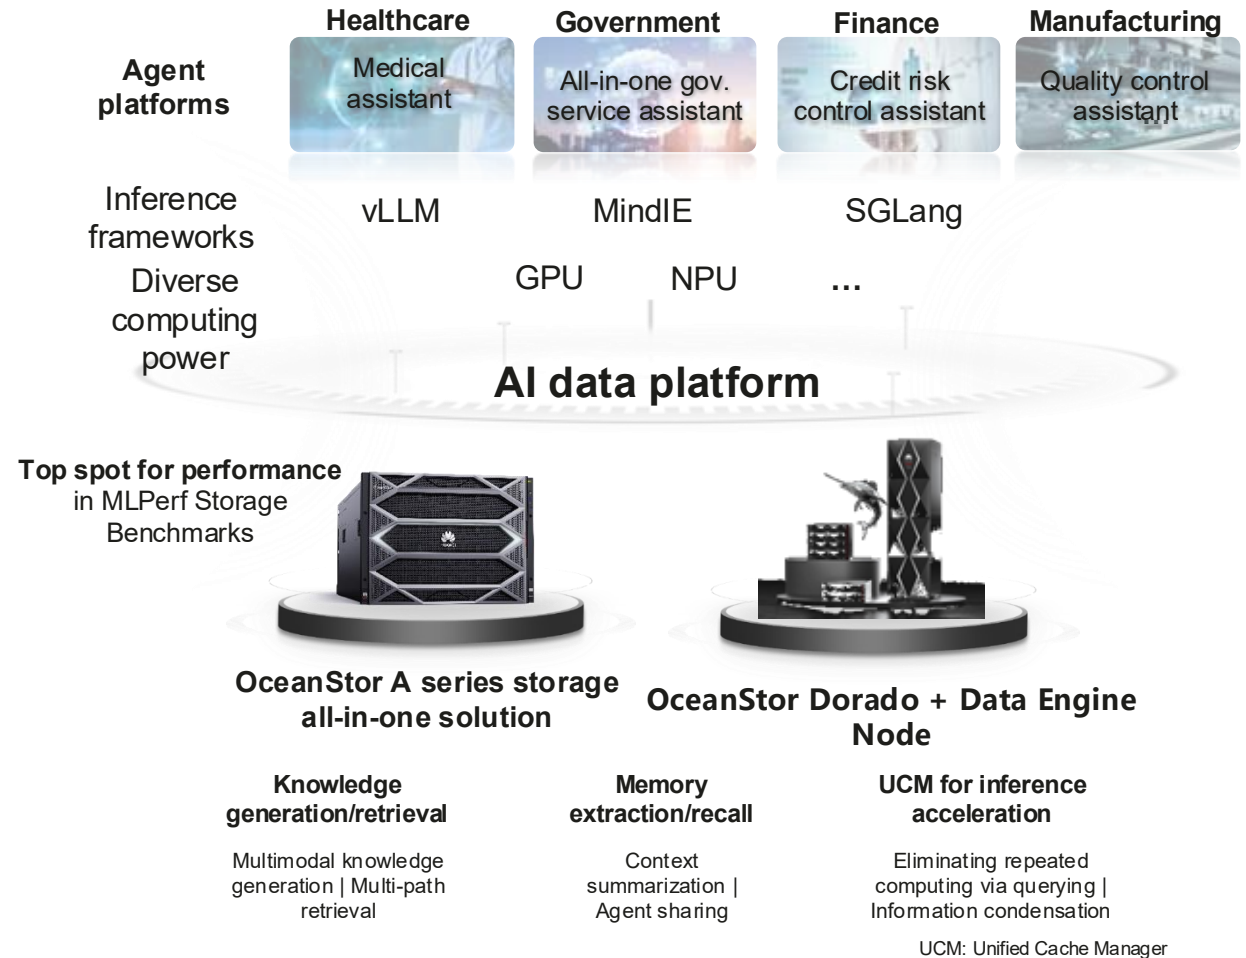 Healthcare
Government
Finance
Manufacturing
Agent
platforms
Medical
assistant
All-in-one gov.
service assistant
Credit risk
control assistant
Quality control
assistant
Inference
frameworks
vLLM
MindIE
SGLang
Diverse
computing
power
GPU
NPU
...
AI data platform
Top spot for performance
in MLPerf Storage
Benchmarks
OceanStor A series storage
all-in-one solution
OceanStor Dorado + Data Engine
Node
Knowledge
generation/retrieval
Memory
extraction/recall
UCM for inference
acceleration
Multimodal knowledge
generation | Multi-path
retrieval
Context
summarization |
Agent sharing
Eliminating repeated
computing via querying |
Information condensation
UCM: Unified Cache Manager